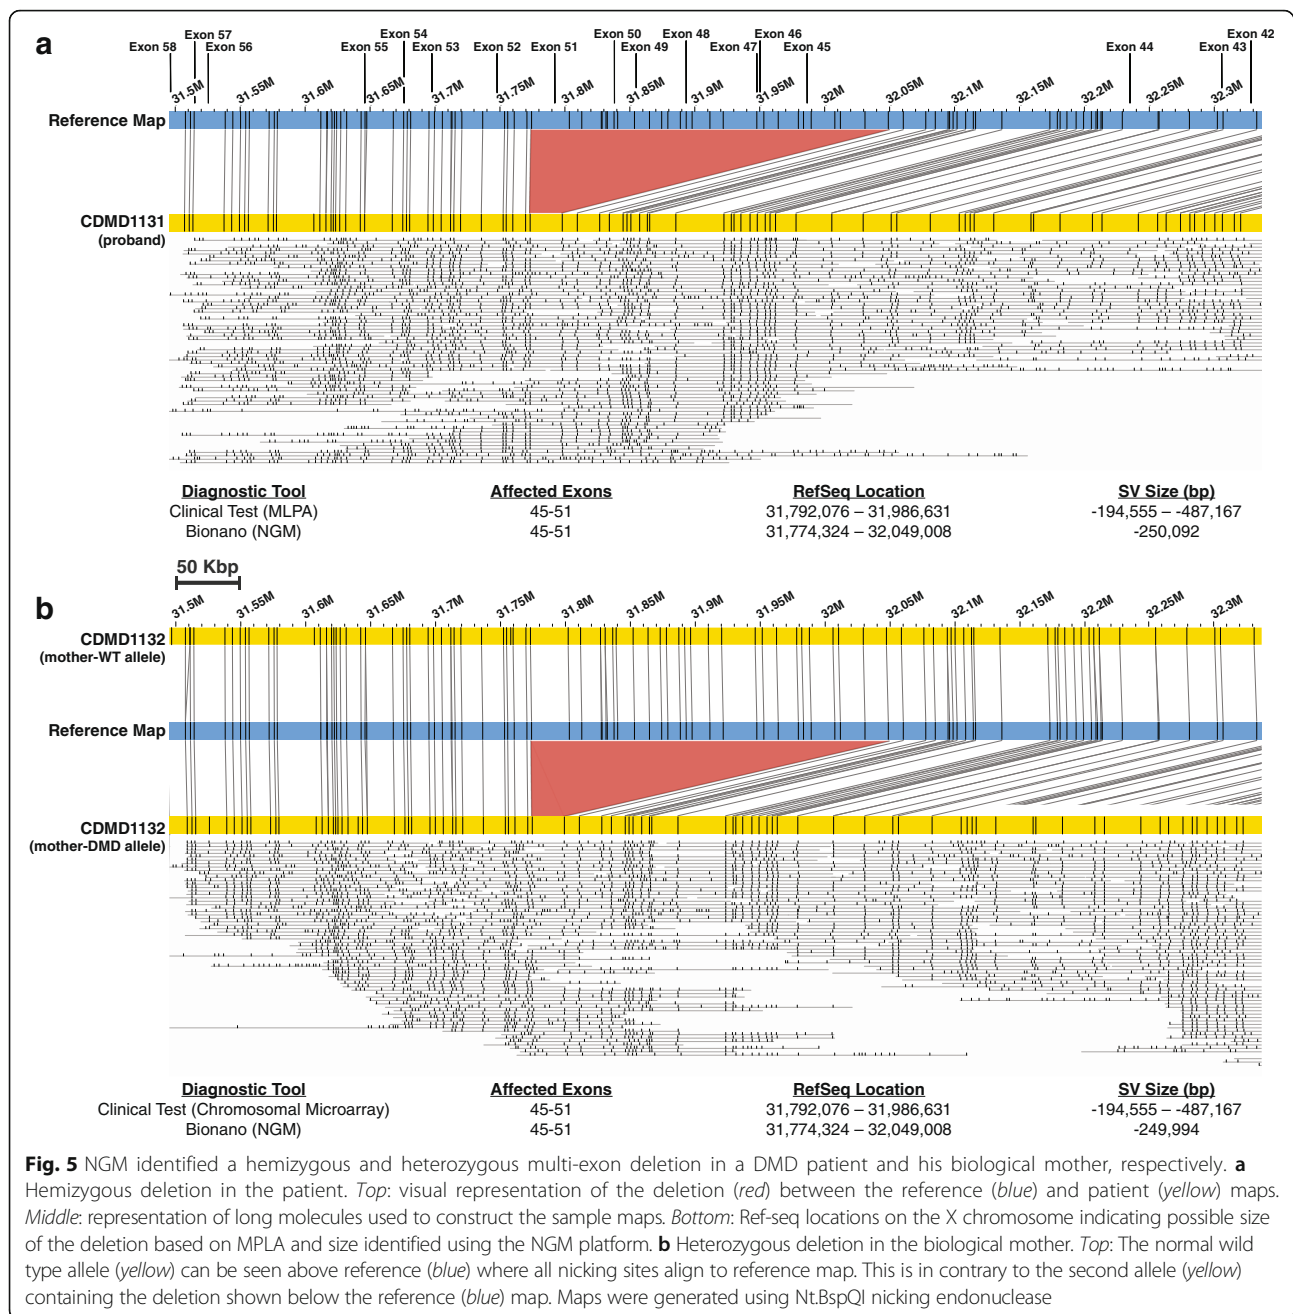 a
Exon 58
Exon 57
Exon 56
Exon 55
Exon 54
Exon 53
Exon 52
Exon 51
Exon 50
Exon 49
Exon 48
Exon 47
Exon 46
Exon 45
Exon 44
Exon 43
Exon 42
31.5M 31.55M 31.6M 31.65M 31.7M 31.75M 31.8M 31.85M 31.9M 31.95M 32M 32.05M 32.1M 32.15M 32.2M 32.25M 32.3M
Reference Map
CDMD1131
(proband)
Diagnostic Tool Affected Exons RefSeq Location SV Size (bp)
Clinical Test (MLPA) 45-51 31,792,076 – 31,986,631 -194,555 – -487,167
Bionano (NGM) 45-51 31,774,324 – 32,049,008 -250,092
50 Kbp
b
31.5M 31.55M 31.6M 31.65M 31.7M 31.75M 31.8M 31.85M 31.9M 31.95M 32M 32.05M 32.1M 32.15M 32.2M 32.25M 32.3M
CDMD1132
(mother-WT allele)
Reference Map
CDMD1132
(mother-DMD allele)
Diagnostic Tool Affected Exons RefSeq Location SV Size (bp)
Clinical Test (Chromosomal Microarray) 45-51 31,792,076 – 31,986,631 -194,555 – -487,167
Bionano (NGM) 45-51 31,774,324 – 32,049,008 -249,994
Fig. 5 NGM identified a hemizygous and heterozygous multi-exon deletion in a DMD patient and his biological mother, respectively. a
Hemizygous deletion in the patient. Top: visual representation of the deletion (red) between the reference (blue) and patient (yellow) maps.
Middle: representation of long molecules used to construct the sample maps. Bottom: Ref-seq locations on the X chromosome indicating possible size
of the deletion based on MPLA and size identified using the NGM platform. b Heterozygous deletion in the biological mother. Top: The normal wild
type allele (yellow) can be seen above reference (blue) where all nicking sites align to reference map. This is in contrary to the second allele (yellow)
containing the deletion shown below the reference (blue) map. Maps were generated using Nt.BspQI nicking endonuclease